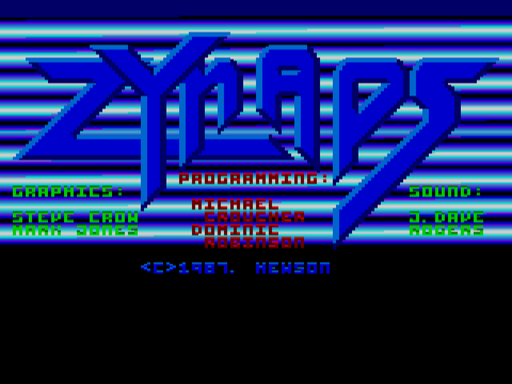 ZYNAPS
PROGRAMMING:
GRAPHICS:
SOUND:
MICHAEL
CROUCHER
STEVE CROW
J. DAVE
MARK JONES
DOMINIC
ROGERS
ROBINSON
<C>1987. HEWSON